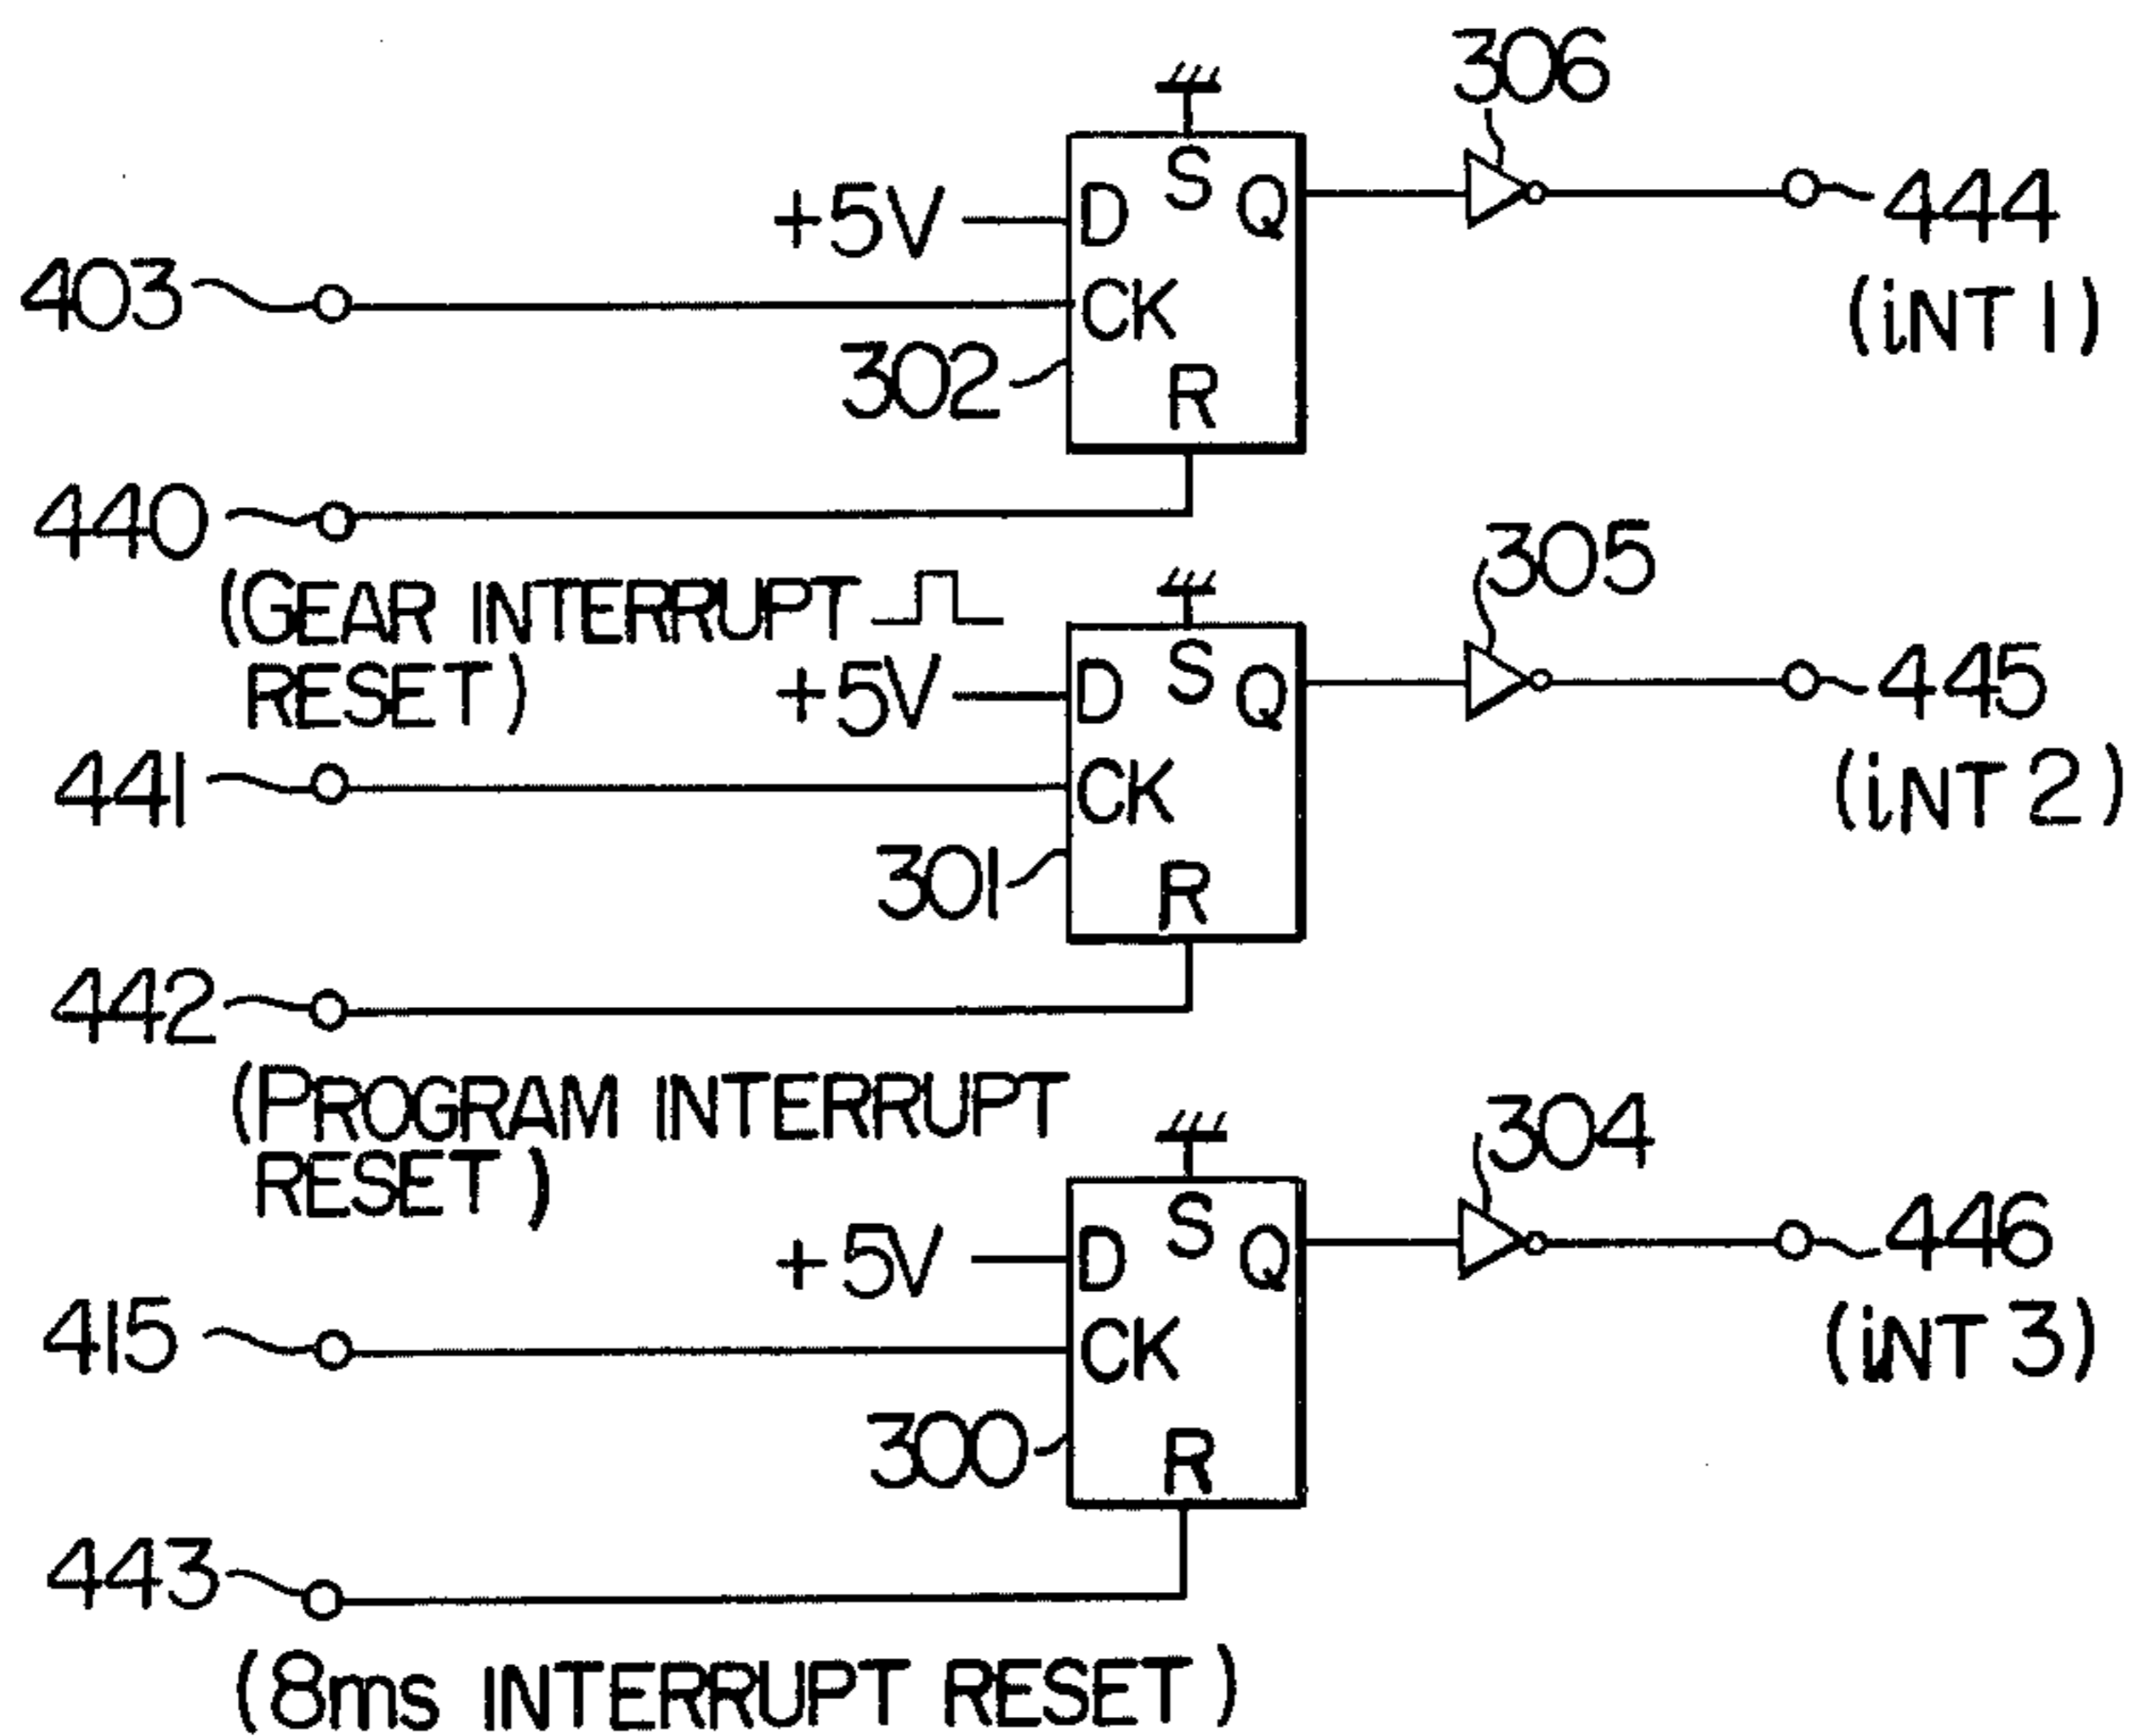 306
S
+5V
D
Q
444
403
CK
(iNT 1)
302
R
440
(GEAR INTERRUPT
RESET)
305
S
+5V
D
Q
445
441
CK
(iNT 2)
301
R
442
(PROGRAM INTERRUPT
RESET)
304
S
+5V
D
Q
446
415
CK
(iNT 3)
300
R
443
(8ms INTERRUPT RESET)